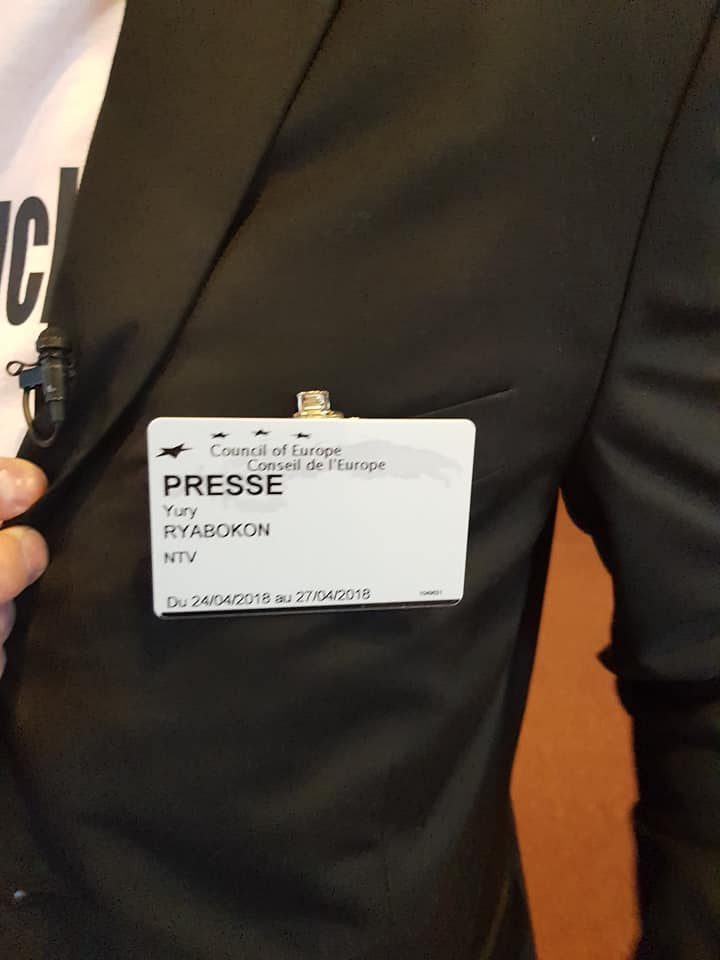 Council of Europe
Conseil de l'Europe
PRESSE
Yury
RYABOKON
NTV
Du 24/04/2018 au 27/04/2018